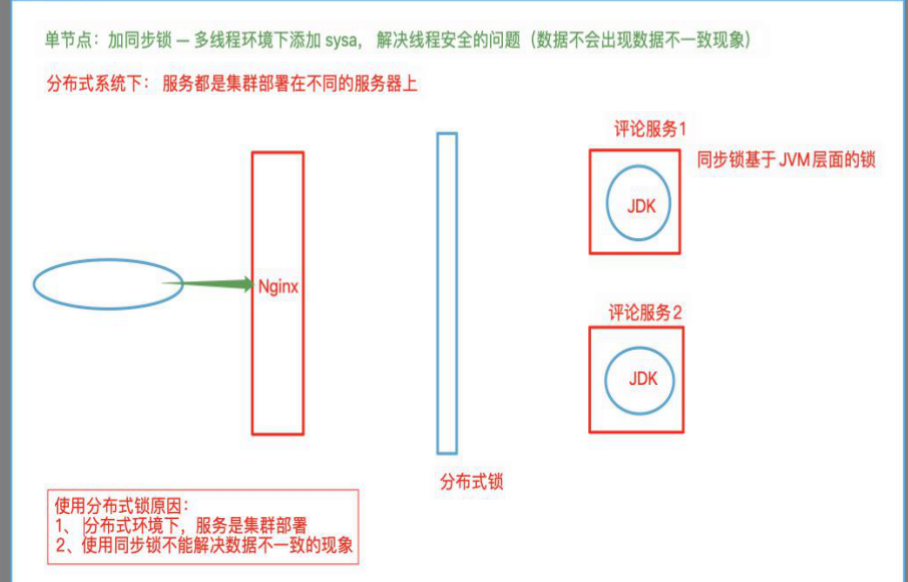 单节点：加同步锁 — 多线程环境下添加 sysa， 解决线程安全的问题（数据不会出现数据不一致现象）
分布式系统下： 服务都是集群部署在不同的服务器上
评论服务1
同步锁基于JVM层面的锁
JDK
Nginx
评论服务2
JDK
分布式锁
使用分布式锁原因：
1、 分布式环境下，服务是集群部署
2、使用同步锁不能解决数据不一致的现象